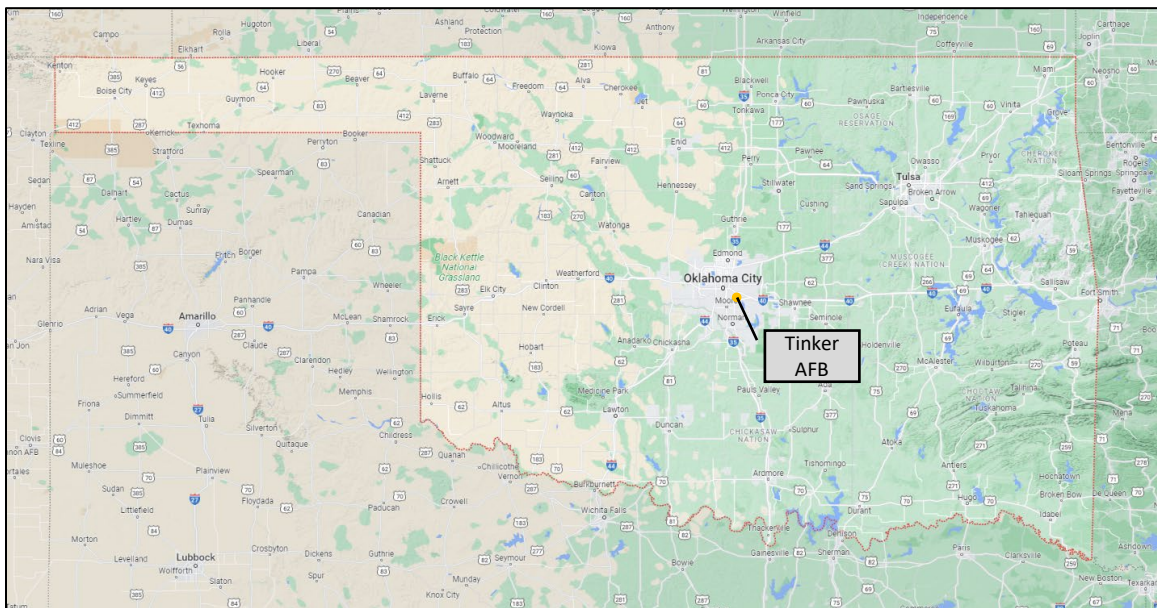 Tinker
AFB
Oklahoma City
Tulsa
Amarillo
Lubbock
Campo
Rolla
Hugoton
Liberal
Ashland
Protection
Anthony
Winfield
Independence
Carthage
Elkhart
Kiowa
Arkansas City
Coffeyville
Joplin
Kenton
Keyes
Boise City
Hooker
Beaver
Guymon
Buffalo
Laverne
Freedom
Alva
Cherokee
Jet
Blackwell
Ponca City
Tonkawa
Bartlesville
Pawhuska
OSAGE
RESERVATION
Miami
Vinita
Grove
Neosho
Clayton
Texline
Kerrick
Texhoma
Stratford
Booker
Perryton
Spearman
Waynoka
Woodward
Mooreland
Shattuck
Arnett
Fairview
Seiling
Canton
Enid
Hennessey
Perry
Pawnee
Stillwater
Cushing
Guthrie
Sand Springs
Sapulpa
Broken Arrow
Owasso
Pryor
CHEROKEE
NATION
Wagoner
Tahlequah
Bentonville
Rogers
Springdale
Siloam Springs
Fayetteville
Sedan
Hayden
Amistad
Dalhart
Cactus
Sunray
Hartley
Dumas
Canadian
Nara Visa
Borger
Pampa
Wheeler
Black Kettle
National
Grassland
Watonga
Weatherford
Clinton
Elk City
Sayre
Erick
New Cordell
Edmond
Norman
Shawnee
Seminole
Muskogee
MUSCOGEE
CREEK NATION
Eufaula
Sallisaw
Stigler
Fort Smith
Glenrio
Adrian
Vega
Panhandle
Claude
McLean
Shamrock
Canyon
Clarendon
Hedley
Memphis
Wellington
Hobart
Anadarko
Chickasha
Holdenville
McAlester
Wilburton
Poteau
Talihina
CHOCTAW
NATION
Tuskahoma
Mena
Hereford
Summerfield
Friona
Dimmitt
Tulia
Silverton
Quitaque
Childress
Hollis
Altus
Medicine Park
Lawton
Duncan
Pauls Valley
Ada
CHICKASAW
NATION
Sulphur
Atoka
Clovis
Muleshoe
Plainview
Sudan
Littlefield
Floydada
Paducah
Quanah
Chillicothe
Vernon
Crowell
Burkburnett
Wichita Falls
Ardmore
Tishomingo
Antlers
Hugo
Durant
Hochatown
Broken Bow
Idabel
De Queen
Morton
Levelland
Wolfforth
Slaton
Crosbyton
Dickens
Spur
Guthrie
Munday
Knox City
Seymour
Bowie
Thackerville
Gainesville
Denison
Sherman
Paris
Clarksville
New Boston
Ashdown
Texarkana